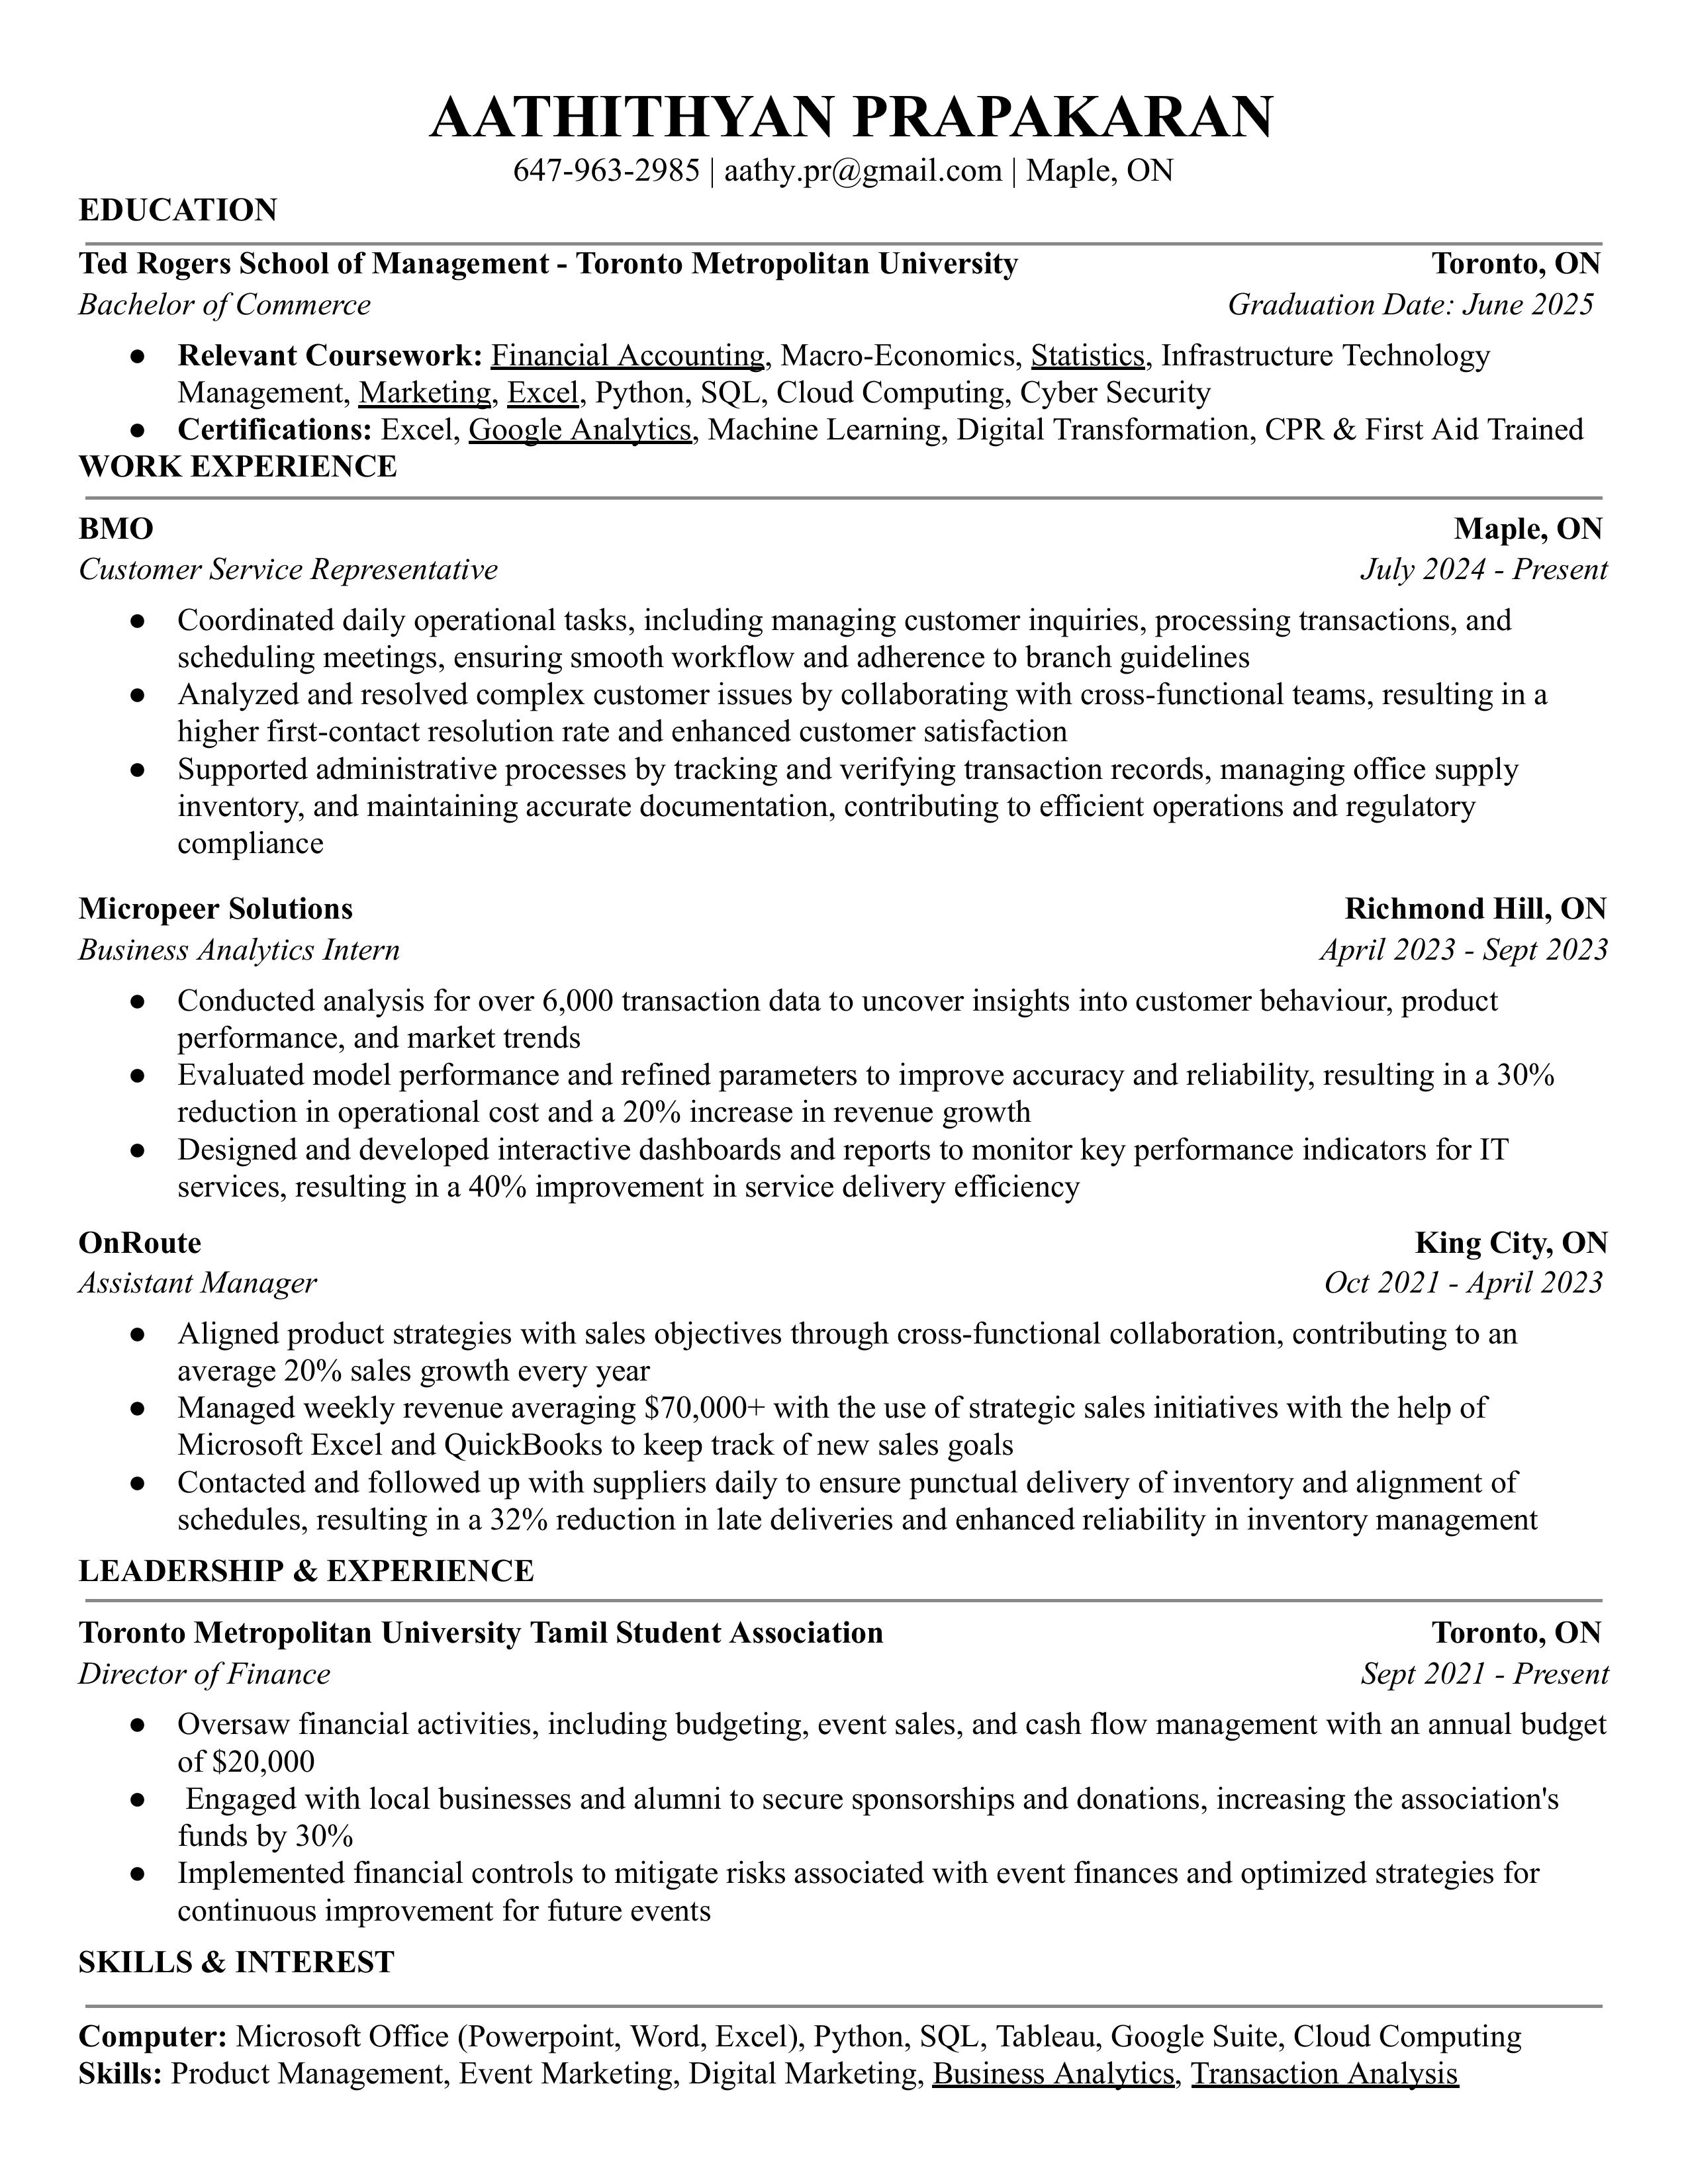 AATHITHYAN PRAPAKARAN
647-963-2985 | aathy.pr@gmail.com | Maple, ON
EDUCATION
Ted Rogers School of Management - Toronto Metropolitan University Toronto, ON
Bachelor of Commerce Graduation Date: June 2025
● Relevant Coursework: Financial Accounting, Macro-Economics, Statistics, Infrastructure Technology
Management, Marketing, Excel, Python, SQL, Cloud Computing, Cyber Security
● Certifications: Excel, Google Analytics, Machine Learning, Digital Transformation, CPR & First Aid Trained
WORK EXPERIENCE
BMO Maple, ON
Customer Service Representative July 2024 - Present
● Coordinated daily operational tasks, including managing customer inquiries, processing transactions, and
scheduling meetings, ensuring smooth workflow and adherence to branch guidelines
● Analyzed and resolved complex customer issues by collaborating with cross-functional teams, resulting in a
higher first-contact resolution rate and enhanced customer satisfaction
● Supported administrative processes by tracking and verifying transaction records, managing office supply
inventory, and maintaining accurate documentation, contributing to efficient operations and regulatory
compliance
Micropeer Solutions Richmond Hill, ON
Business Analytics Intern April 2023 - Sept 2023
● Conducted analysis for over 6,000 transaction data to uncover insights into customer behaviour, product
performance, and market trends
● Evaluated model performance and refined parameters to improve accuracy and reliability, resulting in a 30%
reduction in operational cost and a 20% increase in revenue growth
● Designed and developed interactive dashboards and reports to monitor key performance indicators for IT
services, resulting in a 40% improvement in service delivery efficiency
OnRoute King City, ON
Assistant Manager Oct 2021 - April 2023
● Aligned product strategies with sales objectives through cross-functional collaboration, contributing to an
average 20% sales growth every year
● Managed weekly revenue averaging $70,000+ with the use of strategic sales initiatives with the help of
Microsoft Excel and QuickBooks to keep track of new sales goals
● Contacted and followed up with suppliers daily to ensure punctual delivery of inventory and alignment of
schedules, resulting in a 32% reduction in late deliveries and enhanced reliability in inventory management
LEADERSHIP & EXPERIENCE
Toronto Metropolitan University Tamil Student Association Toronto, ON
Director of Finance Sept 2021 - Present
● Oversaw financial activities, including budgeting, event sales, and cash flow management with an annual budget
of $20,000
● Engaged with local businesses and alumni to secure sponsorships and donations, increasing the association's
funds by 30%
● Implemented financial controls to mitigate risks associated with event finances and optimized strategies for
continuous improvement for future events
SKILLS & INTEREST
Computer: Microsoft Office (Powerpoint, Word, Excel), Python, SQL, Tableau, Google Suite, Cloud Computing
Skills: Product Management, Event Marketing, Digital Marketing, Business Analytics, Transaction Analysis